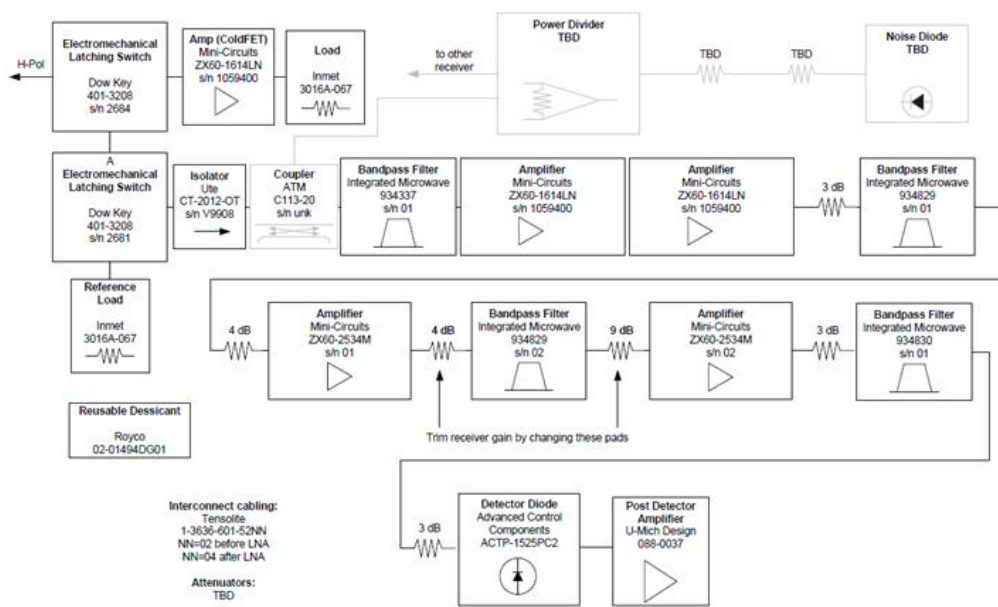 Electromechanical
Latching Switch
Dow Key
401-3208
s/n 2684
H-Pol
Amp (ColdFET)
Mini-Circuits
ZX60-1614LN
s/n 1059400
Load
Inmet
3016A-067
to other
receiver
Power Divider
TBD
TBD
TBD
Noise Diode
TBD
A
Electromechanical
Latching Switch
Dow Key
401-3208
s/n 2681
Isolator
Ute
CT-2012-OT
s/n V9908
Coupler
ATM
C113-20
s/n unk
Bandpass Filter
Integrated Microwave
934337
s/n 01
Amplifier
Mini-Circuits
ZX60-1614LN
s/n 1059400
Amplifier
Mini-Circuits
ZX60-1614LN
s/n 1059400
3 dB
Bandpass Filter
Integrated Microwave
934829
s/n 01
Reference
Load
Inmet
3016A-067
4 dB
Amplifier
Mini-Circuits
ZX60-2534M
s/n 01
4 dB
Bandpass Filter
Integrated Microwave
934829
s/n 02
9 dB
Amplifier
Mini-Circuits
ZX60-2534M
s/n 02
3 dB
Bandpass Filter
Integrated Microwave
934830
s/n 01
Trim receiver gain by changing these pads
Reusable Dessicant
Royco
02-01494DG01
Interconnect cabling:
Tensolite
1-3636-601-52NN
NN=02 before LNA
NN=04 after LNA
Attenuators:
TBD
3 dB
Detector Diode
Advanced Control
Components
ACTP-1525PC2
Post Detector
Amplifier
U-Mich Design
088-0037